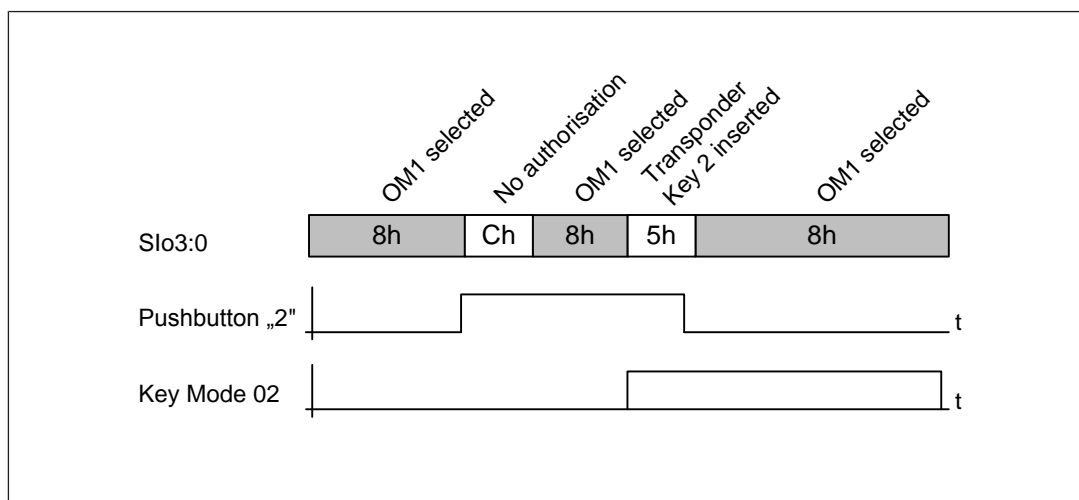 OM1 selected
No authorisation
OM1 selected
Transponder
Key 2 inserted
OM1 selected
SIo3:0
8h
Ch
8h
5h
8h
Pushbutton „2"
t
Key Mode 02
t